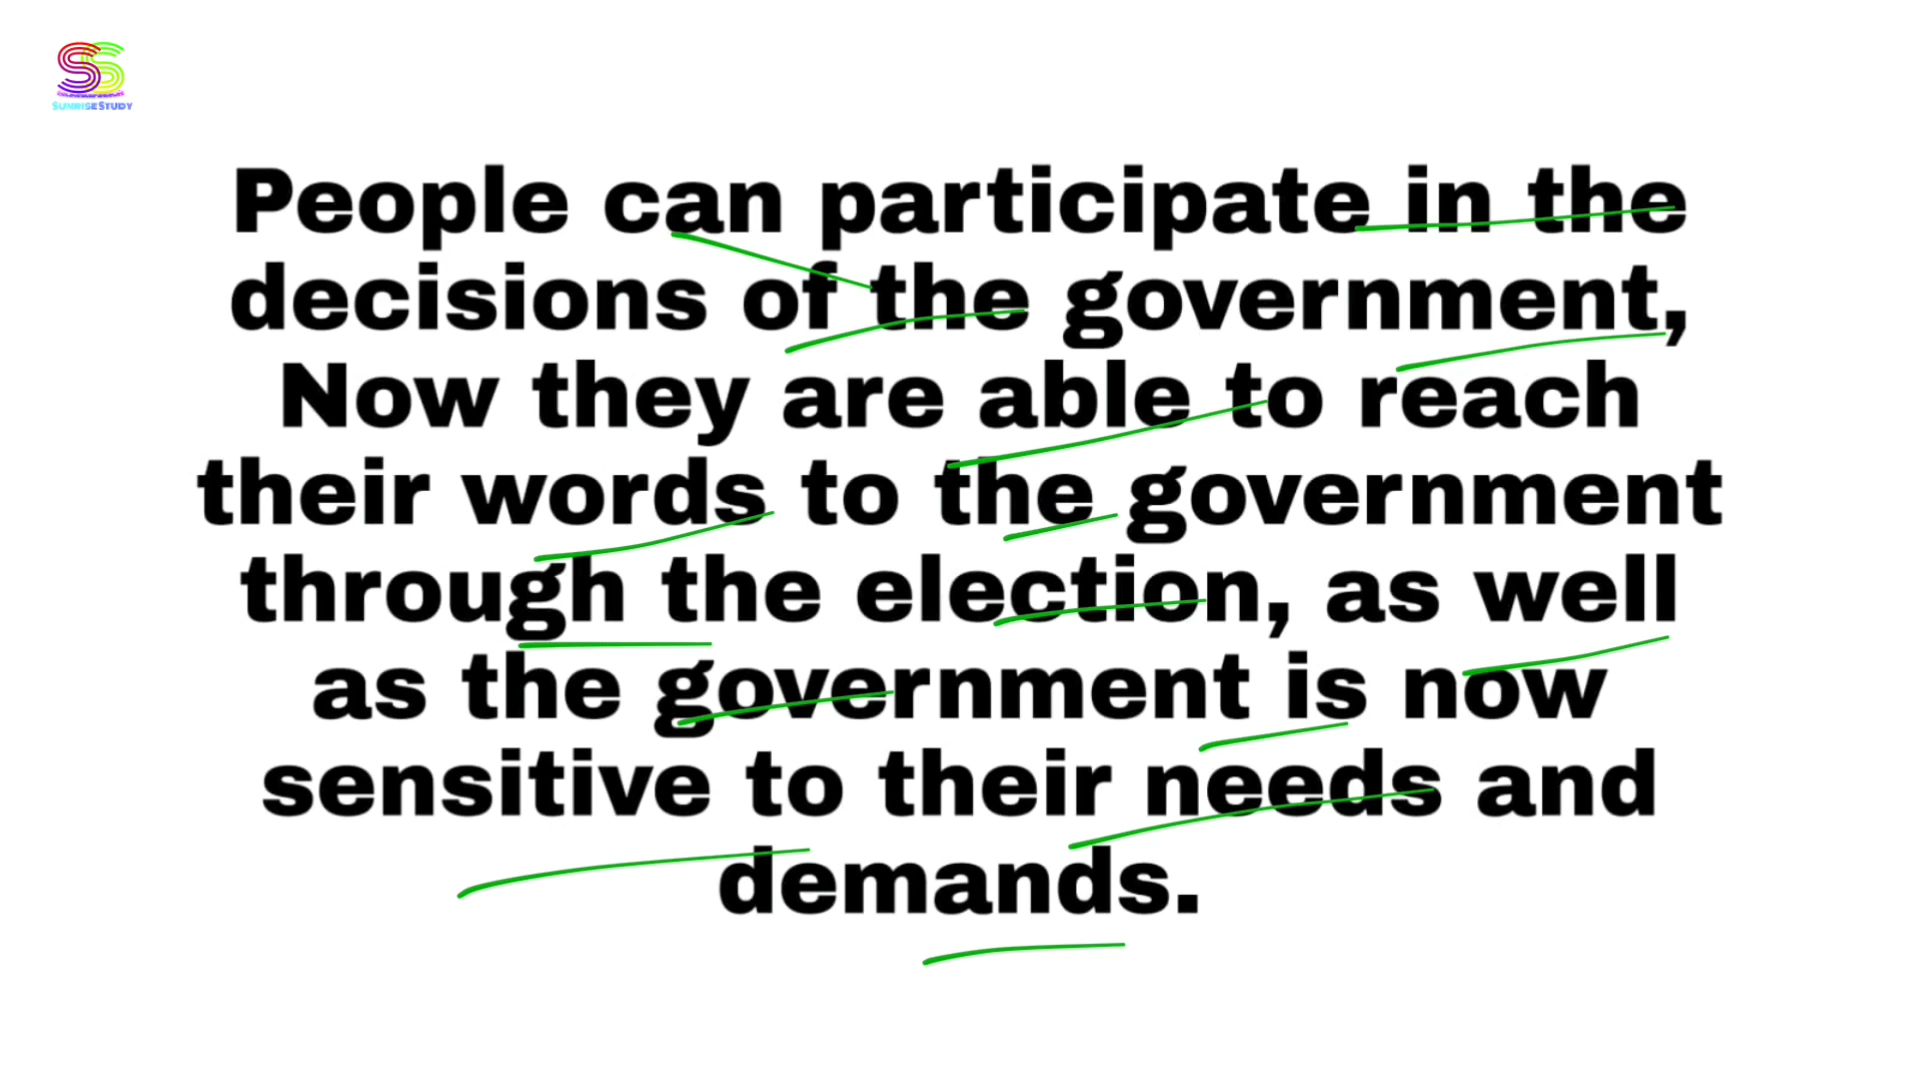 SUNRISE STUDY
People can participate in the
decisions of the government,
Now they are able to reach
their words to the government
through the election, as well
as the government is now
sensitive to their needs and
demands.